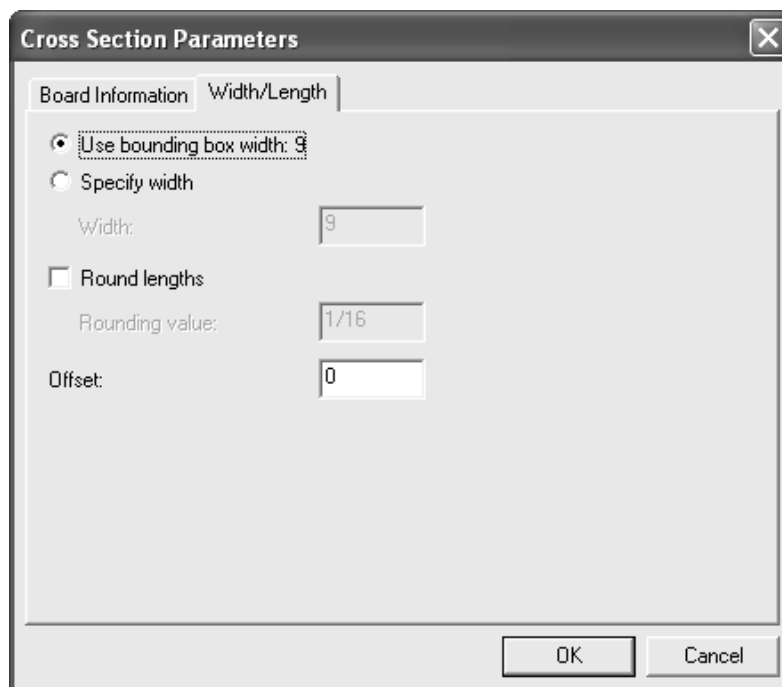 Cross Section Parameters
Board Information Width/Length
Use bounding box width: 9
Specify width
Width: 9
Round lengths
Rounding value: 1/16
Offset: 0
OK Cancel